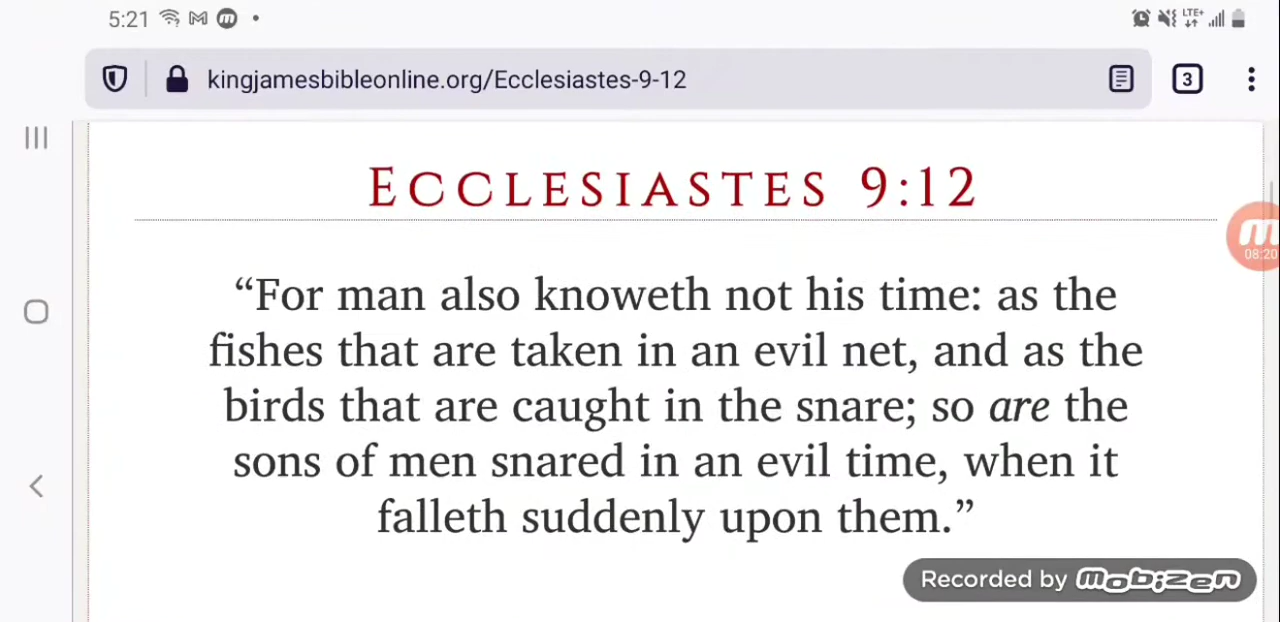 5:21
LTE+
kingjamesbibleonline.org/Ecclesiastes-9-12
3
ECCLESIASTES 9:12
“For man also knoweth not his time: as the
fishes that are taken in an evil net, and as the
birds that are caught in the snare; so are the
sons of men snared in an evil time, when it
falleth suddenly upon them.”
08:20
Recorded by mobizen